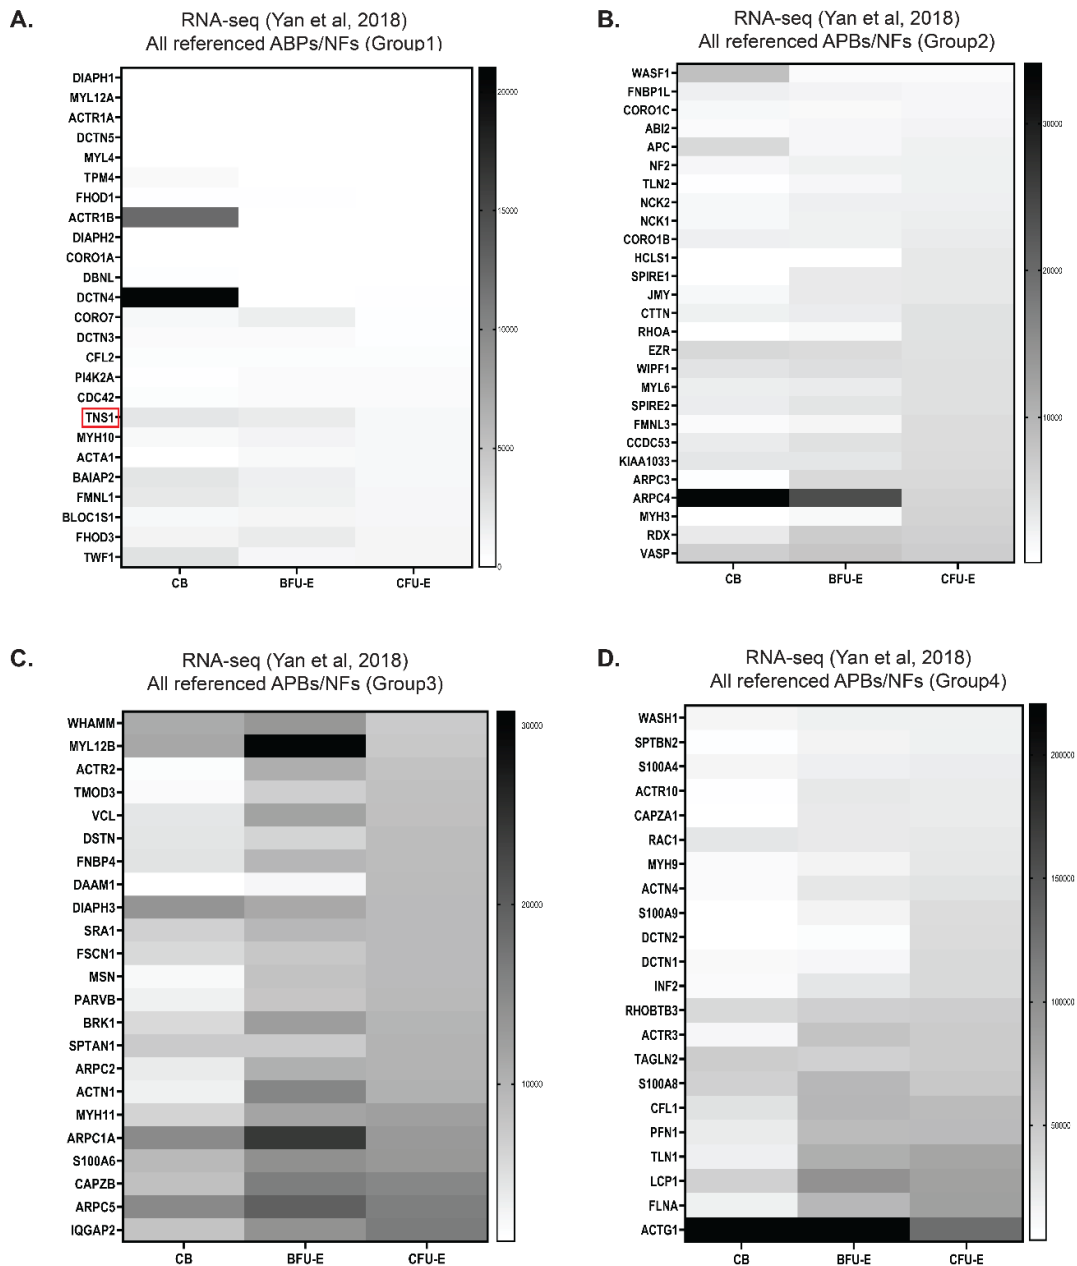 A.
RNA-seq (Yan et al, 2018)
All referenced ABPs/NFs (Group1)
DIAPH1
MYL12A
ACTR1A
DCTN5
MYL4
TPM4
FHOD1
ACTR1B
DIAPH2
CORO1A
DBNL
DCTN4
CORO7
DCTN3
CFL2
PI4K2A
CDC42
TNS1
MYH10
ACTA1
BAIAP2
FMNL1
BLOC1S1
FHOD3
TWF1
CB BFU-E CFU-E
20000
15000
10000
5000
0
B.
RNA-seq (Yan et al, 2018)
All referenced APBs/NFs (Group2)
WASF1
FNBP1L
CORO1C
ABI2
APC
NF2
TLN2
NCK2
NCK1
CORO1B
HCLS1
SPIRE1
JMY
CTTN
RHOA
EZR
WIPF1
MYL6
SPIRE2
FMNL3
CCDC53
KIAA1033
ARPC3
ARPC4
MYH3
RDX
VASP
CB BFU-E CFU-E
30000
20000
10000
C.
RNA-seq (Yan et al, 2018)
All referenced APBs/NFs (Group3)
WHAMM
MYL12B
ACTR2
TMOD3
VCL
DSTN
FNBP4
DAAM1
DIAPH3
SRA1
FSCN1
MSN
PARVB
BRK1
SPTAN1
ARPC2
ACTN1
MYH11
ARPC1A
S100A6
CAPZB
ARPC5
IQGAP2
CB BFU-E CFU-E
30000
20000
10000
D.
RNA-seq (Yan et al, 2018)
All referenced APBs/NFs (Group4)
WASH1
SPTBN2
S100A4
ACTR10
CAPZA1
RAC1
MYH9
ACTN4
S100A9
DCTN2
DCTN1
INF2
RHOBTB3
ACTR3
TAGLN2
S100A8
CFL1
PFN1
TLN1
LCP1
FLNA
ACTG1
CB BFU-E CFU-E
200000
150000
100000
50000